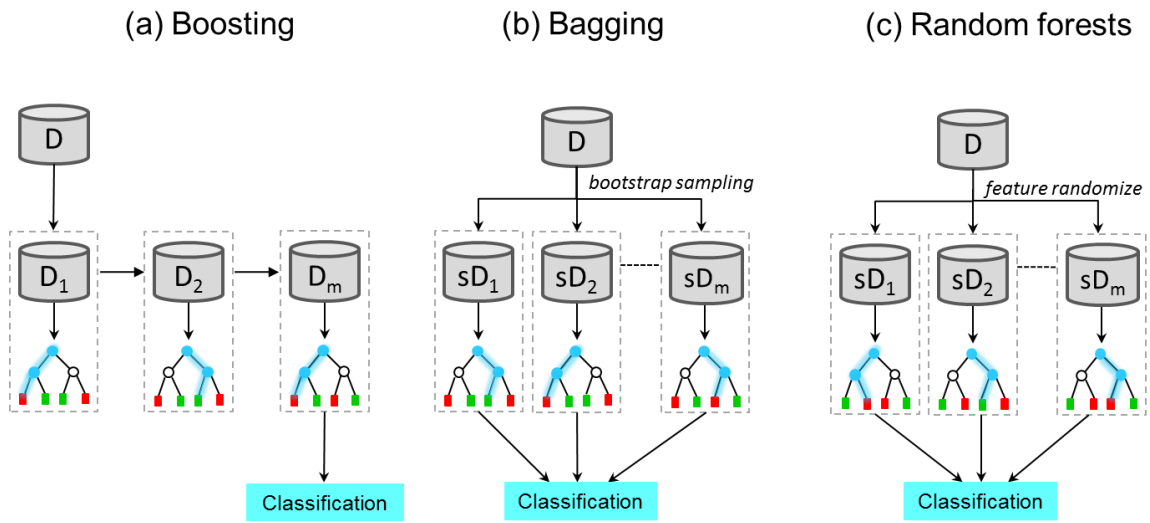 (a) Boosting
(b) Bagging
(c) Random forests
D
D
D
bootstrap sampling
feature randomize
D1
D2
Dm
sD1
sD2
sDm
sD1
sD2
sDm
Classification
Classification
Classification